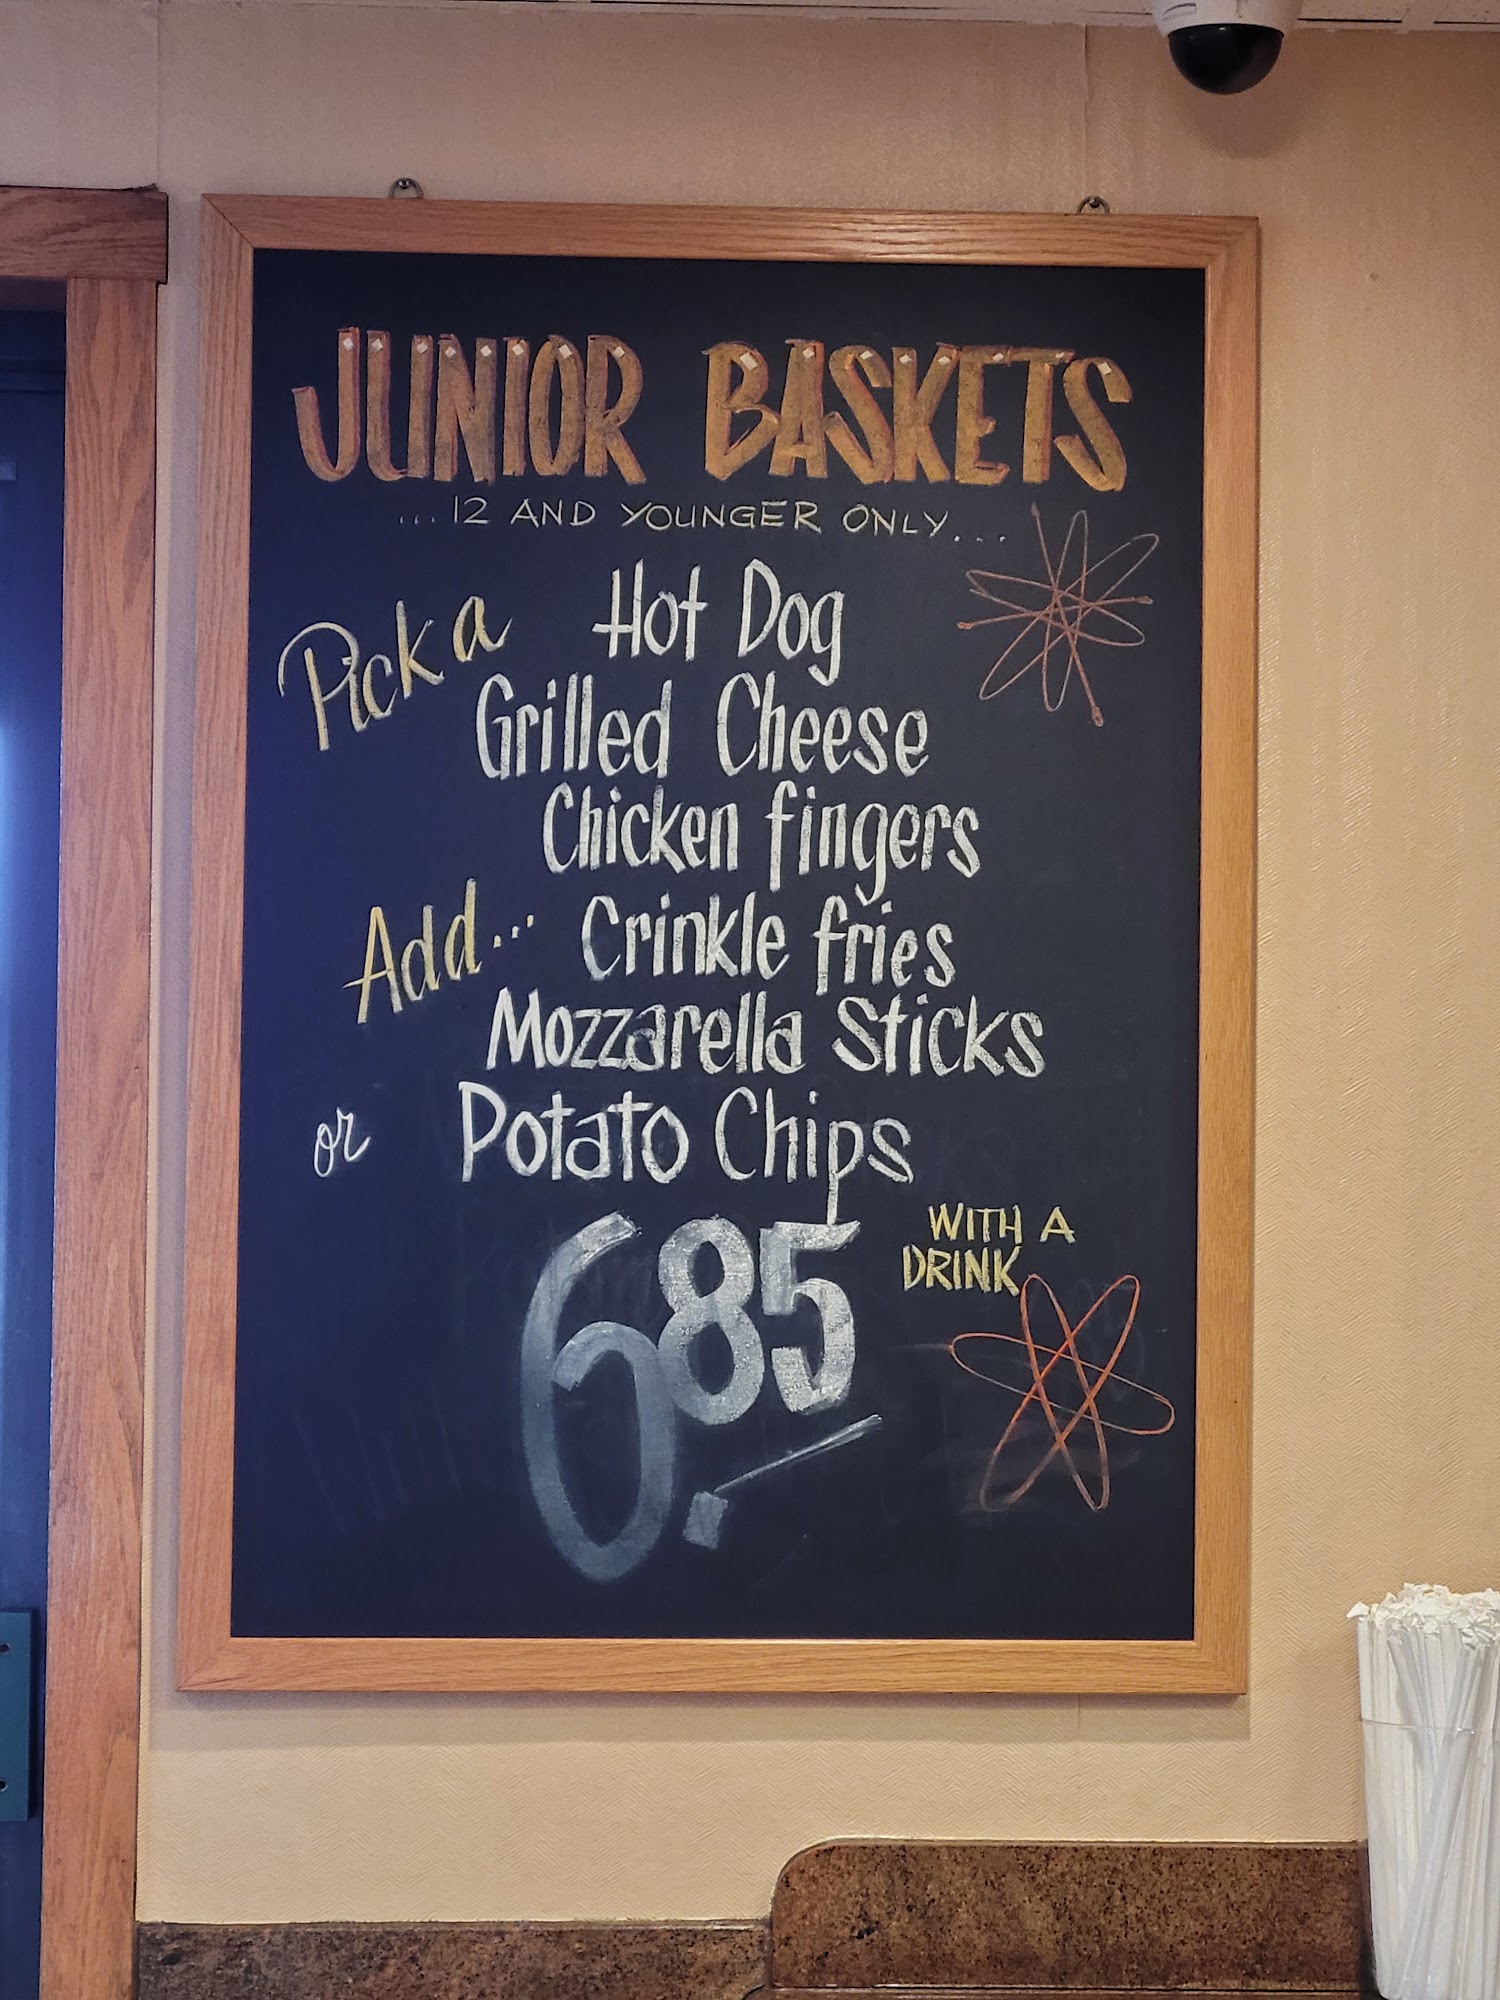 JUNIOR BASKETS
...12 AND YOUNGER ONLY...
Pick a Hot Dog
Grilled Cheese
Chicken fingers
Add... Crinkle fries
Mozzarella Sticks
or Potato Chips
6.85 WITH A
DRINK